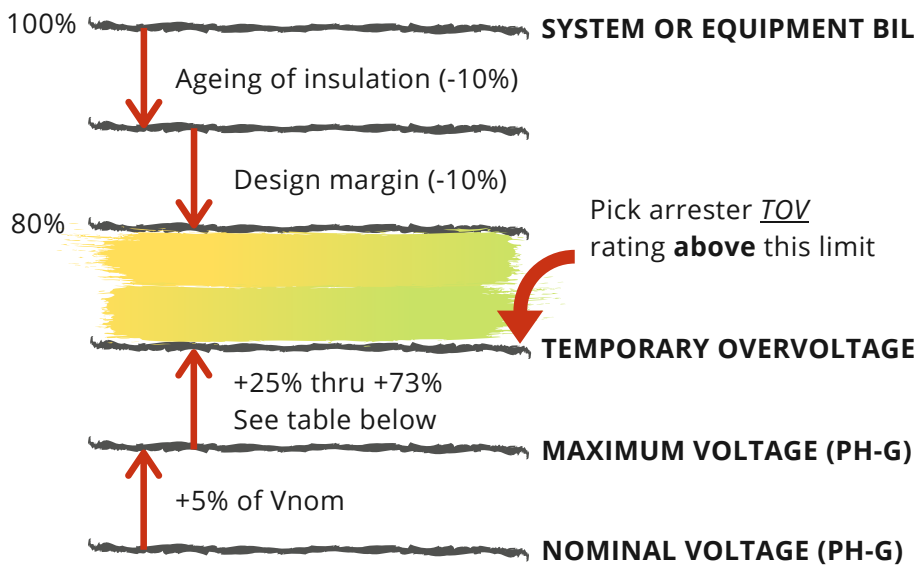 100%
SYSTEM OR EQUIPMENT BIL
Ageing of insulation (-10%)
Design margin (-10%)
80%
Pick arrester TOV
rating above this limit
TEMPORARY OVERVOLTAGE
+25% thru +73%
See table below
MAXIMUM VOLTAGE (PH-G)
+5% of Vnom
NOMINAL VOLTAGE (PH-G)